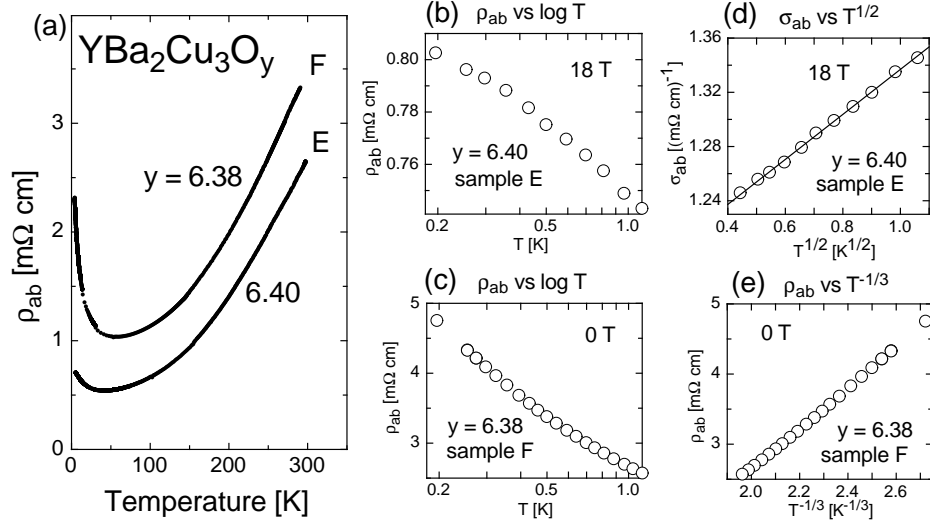 (a)
YBa2Cu3Oy
F
E
y = 6.38
6.40
ρab [mΩ cm]
3
2
1
0
0 100 200 300
Temperature [K]
(b) ρab vs log T
18 T
y = 6.40
sample E
ρab [mΩ cm]
0.80
0.78
0.76
0.2 0.5 1.0
T [K]
(d) σab vs T1/2
18 T
y = 6.40
sample E
σab [(mΩ cm)-1]
1.36
1.32
1.28
1.24
0.4 0.6 0.8 1.0
T1/2 [K1/2]
(c) ρab vs log T
0 T
y = 6.38
sample F
ρab [mΩ cm]
5
4
3
0.2 0.5 1.0
T [K]
(e) ρab vs T-1/3
0 T
y = 6.38
sample F
ρab [mΩ cm]
5
4
3
2.0 2.2 2.4 2.6
T-1/3 [K-1/3]